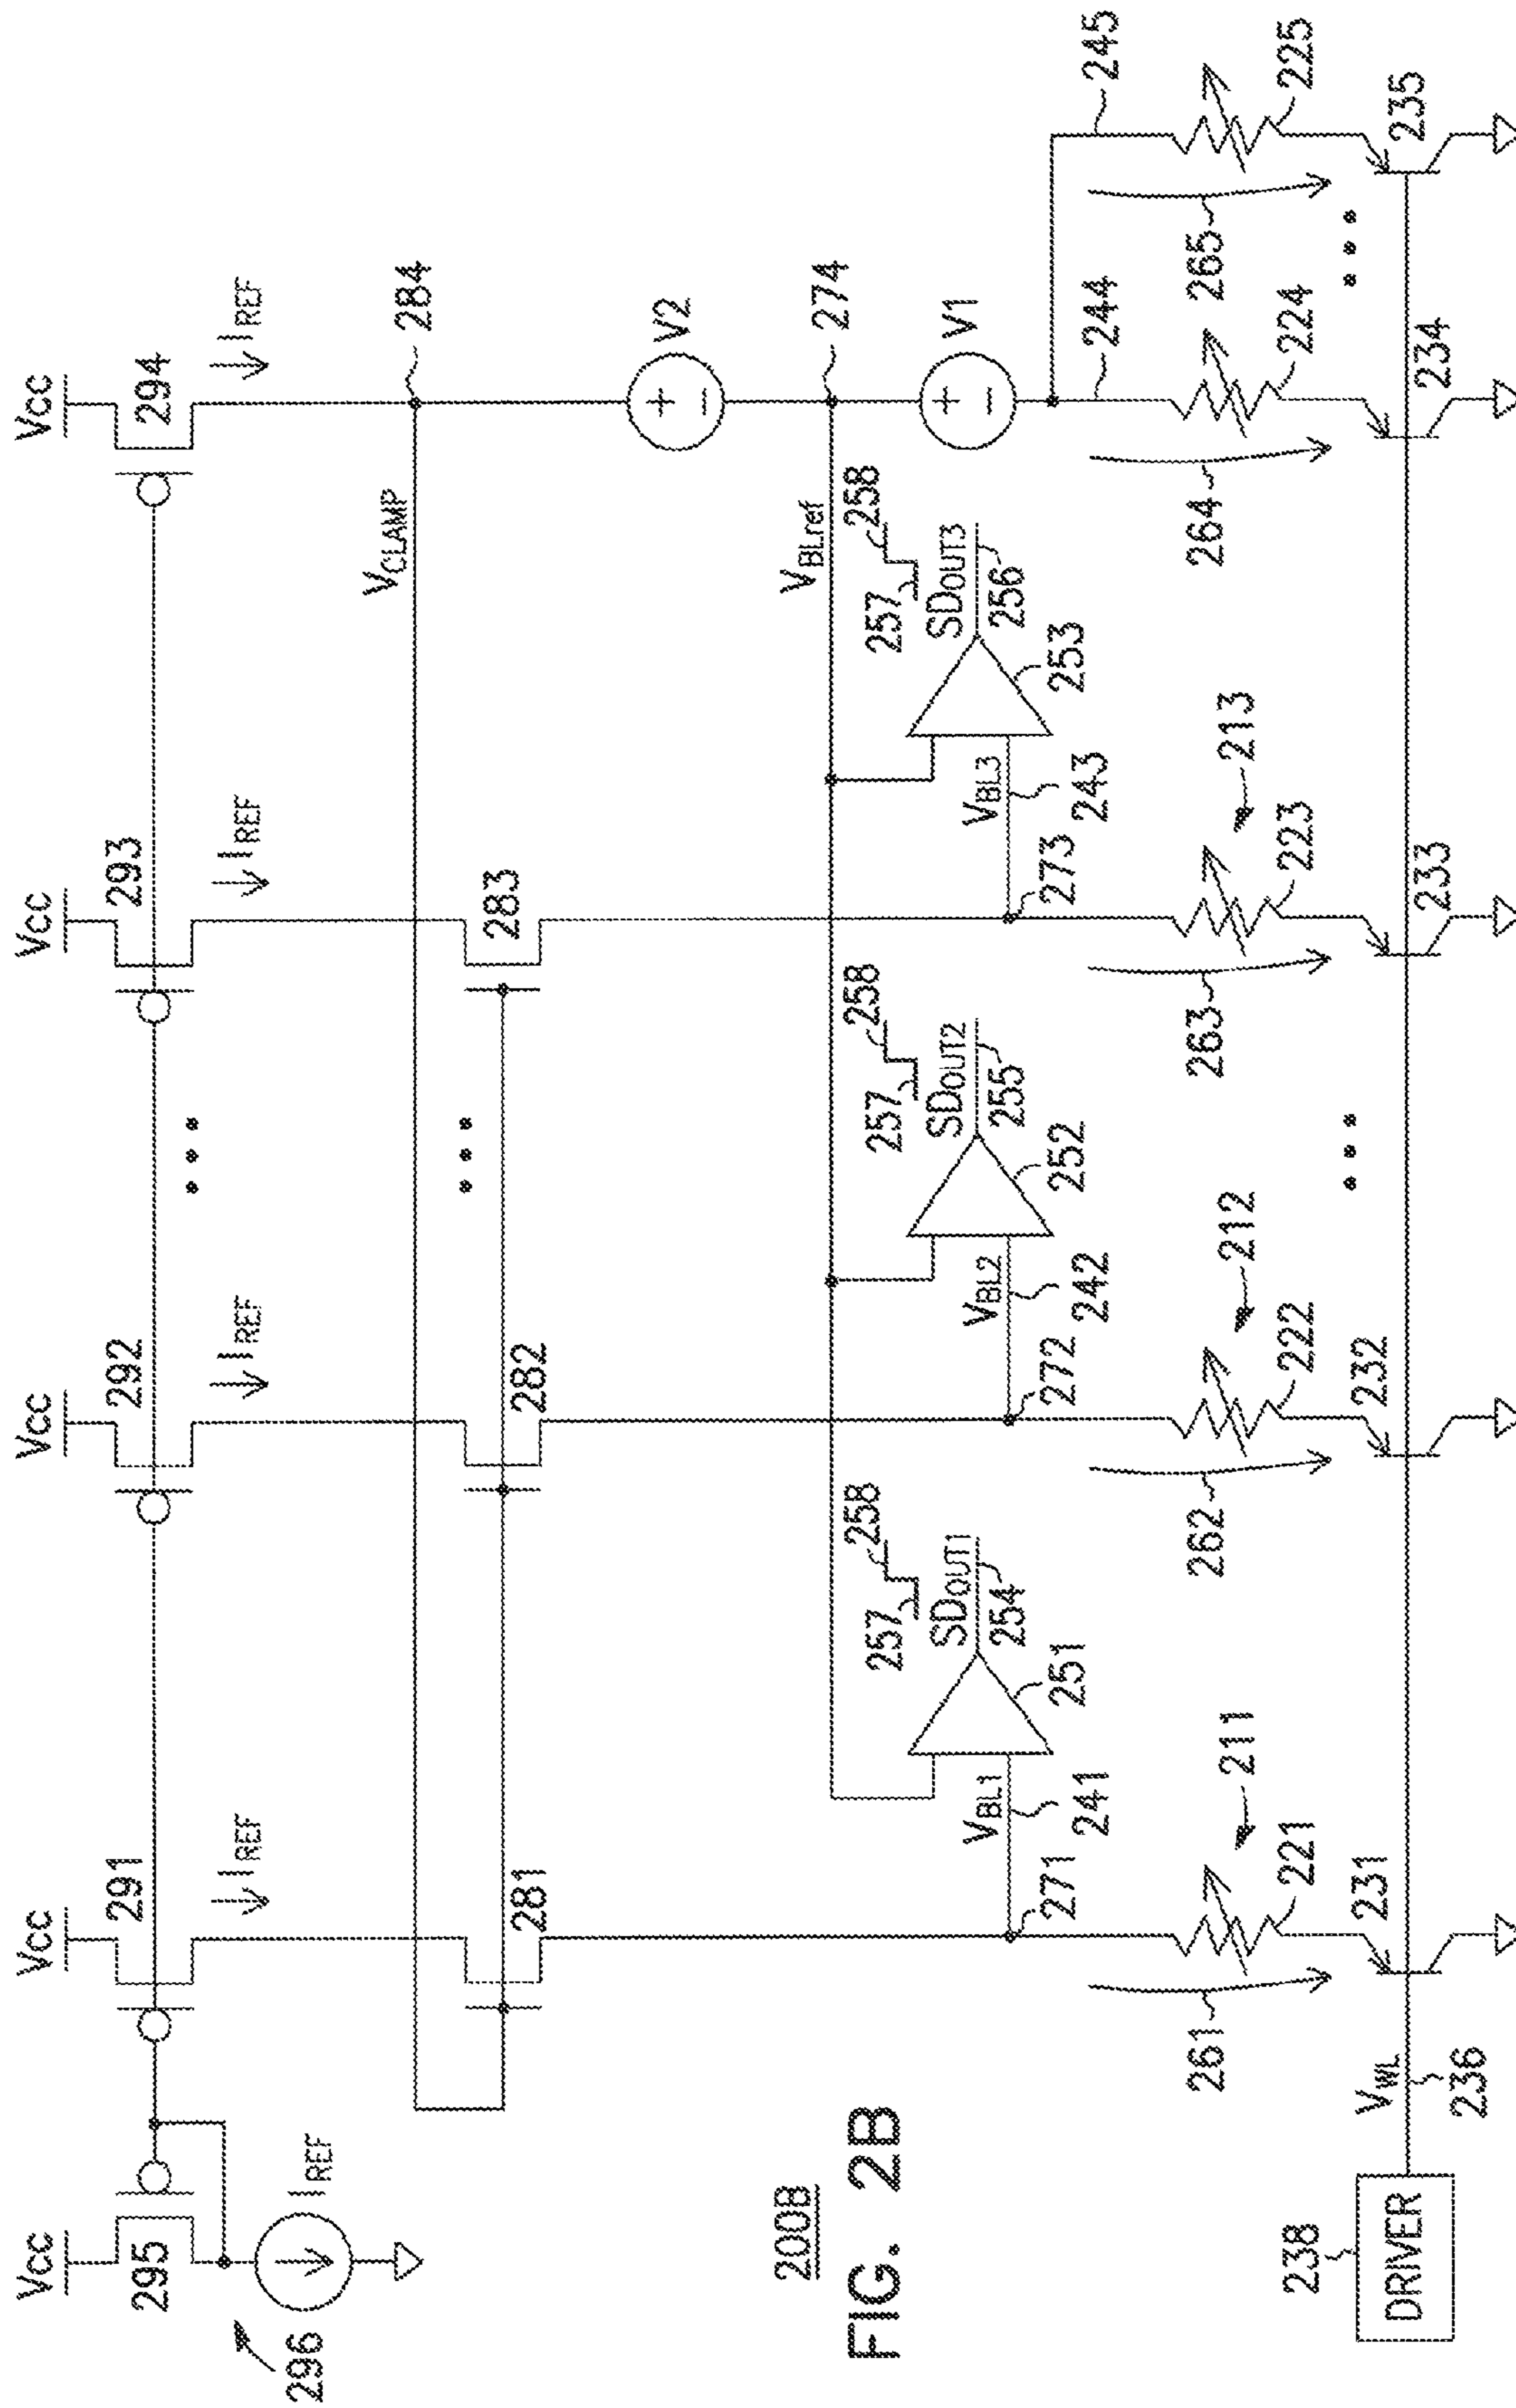 Vcc
Vcc
Vcc
Vcc
Vcc
295
291
292
293
294
296
IREF
IREF
IREF
IREF
IREF
VCLAMP
284
281
282
283
V2
VBLref
274
257
258
257
258
257
258
SDOUT1
SDOUT2
SDOUT3
254
255
256
V1
VBL1
VBL2
VBL3
251
252
253
241
242
243
271
272
273
244
245
261
211
262
212
263
213
264
265
221
222
223
224
225
231
232
233
234
235
VWL
236
238
DRIVER
200B
FIG. 2B